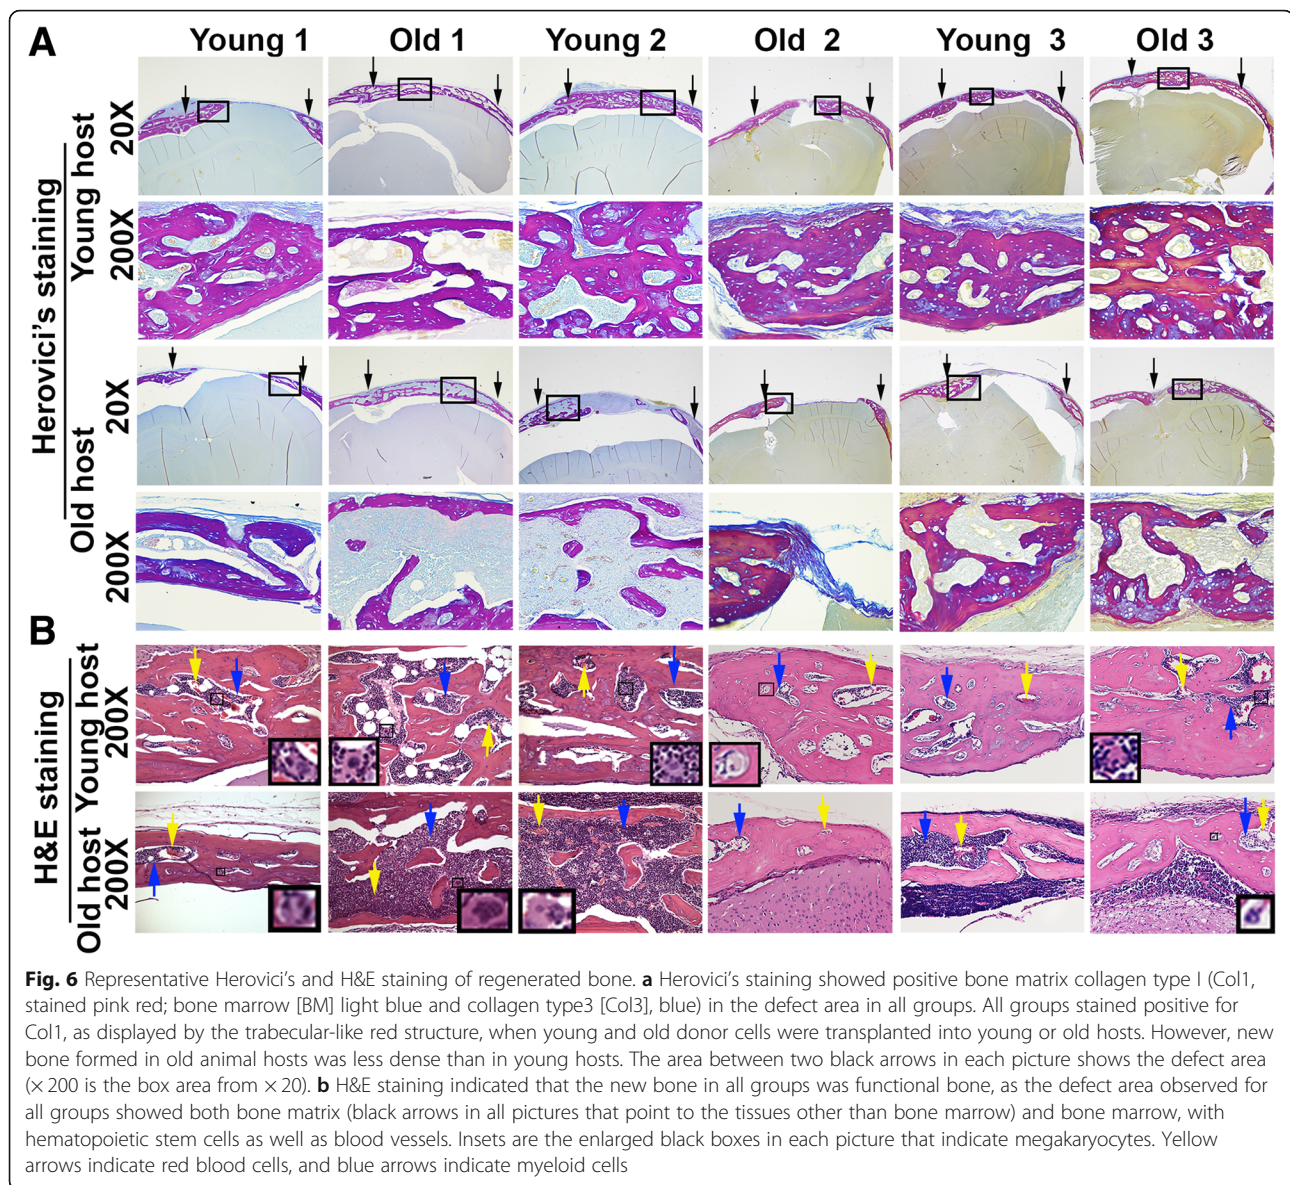 A
Young 1 Old 1 Young 2 Old 2 Young 3 Old 3
Herovici's staining
Young host
20X
200X
Old host
20X
200X
B
H&E staining
Young host
200X
Old host
200X
Fig. 6 Representative Herovici's and H&E staining of regenerated bone. a Herovici's staining showed positive bone matrix collagen type I (Col1,
stained pink red; bone marrow [BM] light blue and collagen type3 [Col3], blue) in the defect area in all groups. All groups stained positive for
Col1, as displayed by the trabecular-like red structure, when young and old donor cells were transplanted into young or old hosts. However, new
bone formed in old animal hosts was less dense than in young hosts. The area between two black arrows in each picture shows the defect area
(× 200 is the box area from × 20). b H&E staining indicated that the new bone in all groups was functional bone, as the defect area observed for
all groups showed both bone matrix (black arrows in all pictures that point to the tissues other than bone marrow) and bone marrow, with
hematopoietic stem cells as well as blood vessels. Insets are the enlarged black boxes in each picture that indicate megakaryocytes. Yellow
arrows indicate red blood cells, and blue arrows indicate myeloid cells